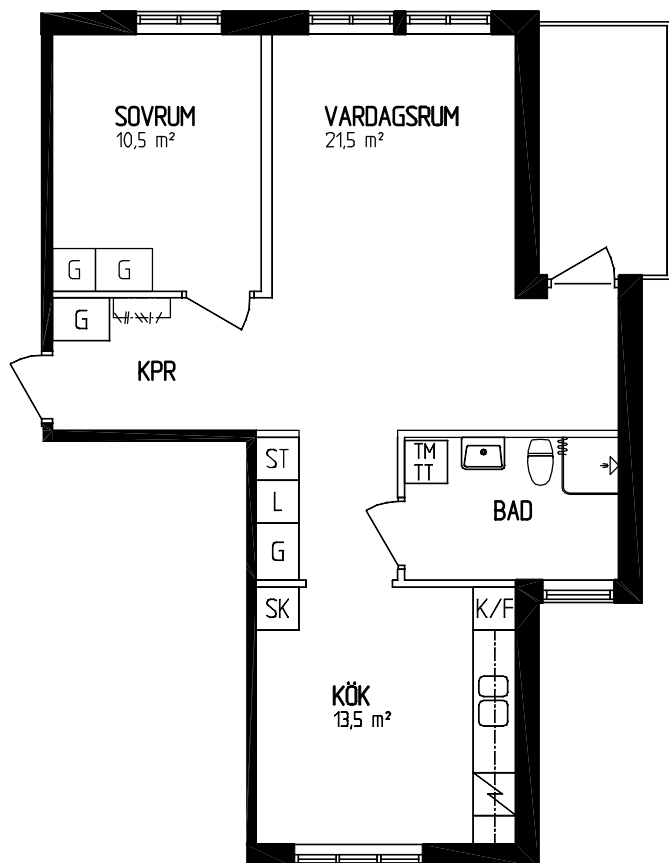 SOVRUM
10,5 m²
VARDAGSRUM
21,5 m²
G
G
G
KPR
ST
L
G
TM
TT
BAD
SK
K/F
KÖK
13,5 m²